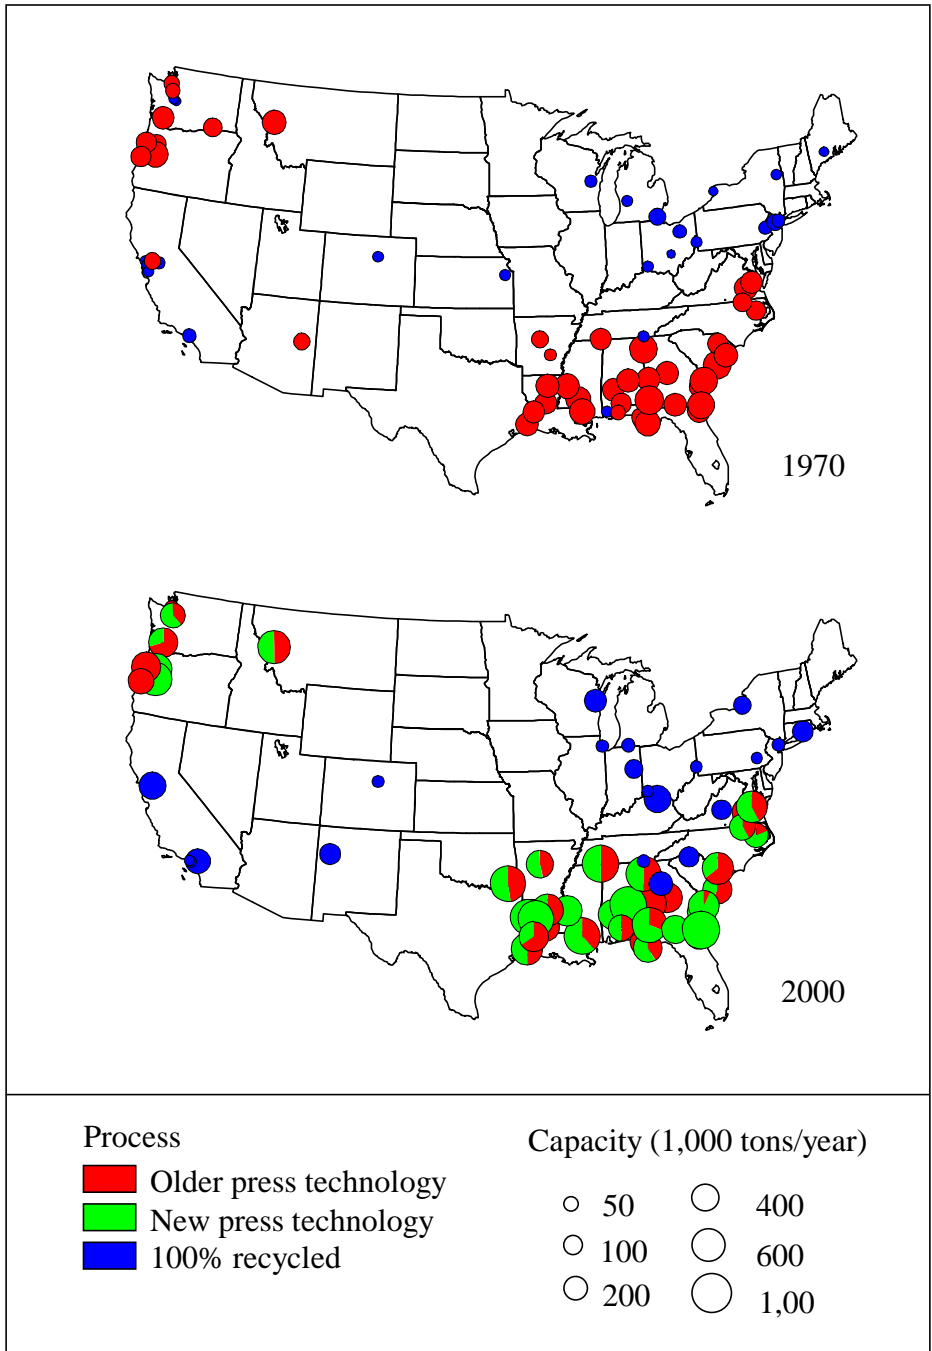 1970
2000
Process
Older press technology
New press technology
100% recycled
Capacity (1,000 tons/year)
50
400
100
600
200
1,00